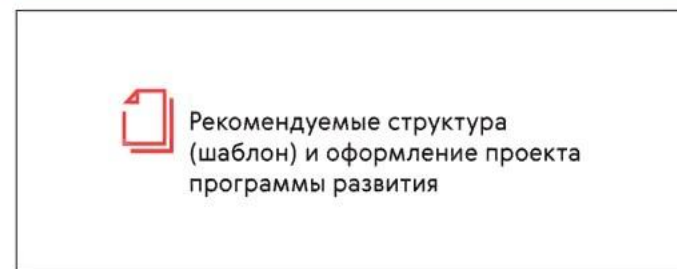 Рекомендуемые структура
(шаблон) и оформление проекта
программы развития